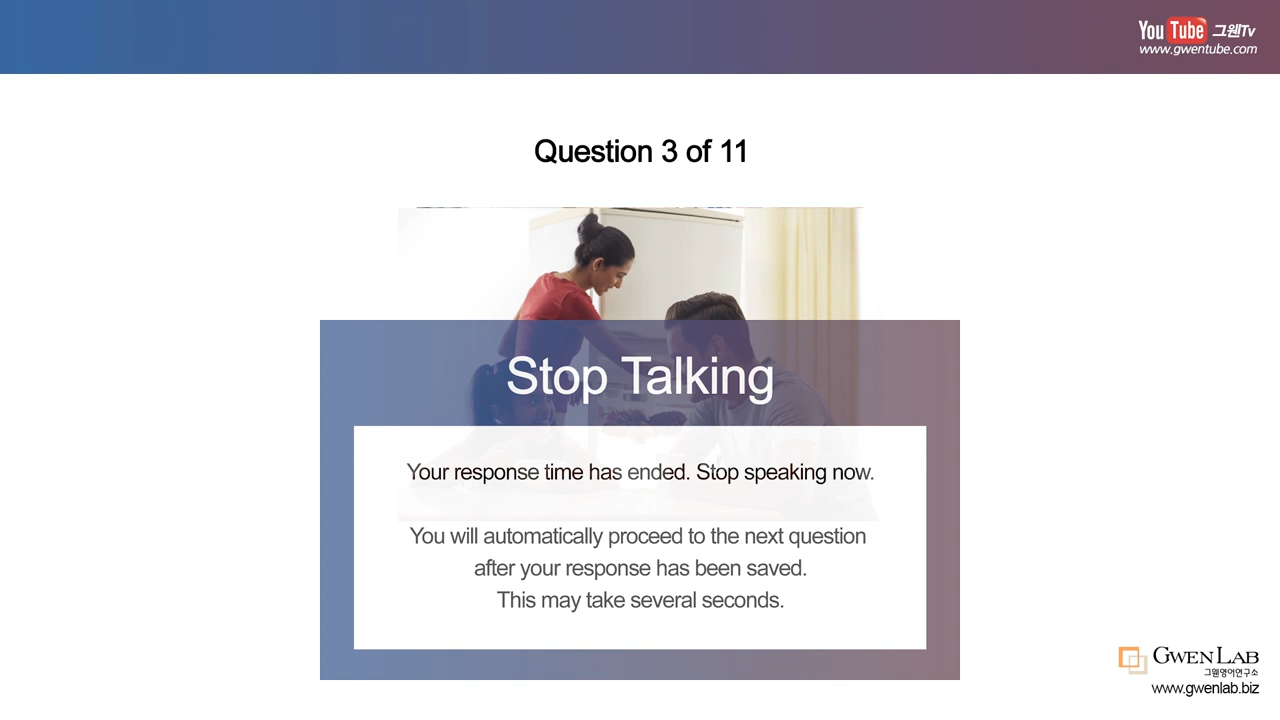 You Tube 그웬Tv
www.gwentube.com
Question 3 of 11
Stop Talking
Your response time has ended. Stop speaking now.
You will automatically proceed to the next question
after your response has been saved.
This may take several seconds.
GWEN LAB
그웬영어연구소
www.gwenlab.biz